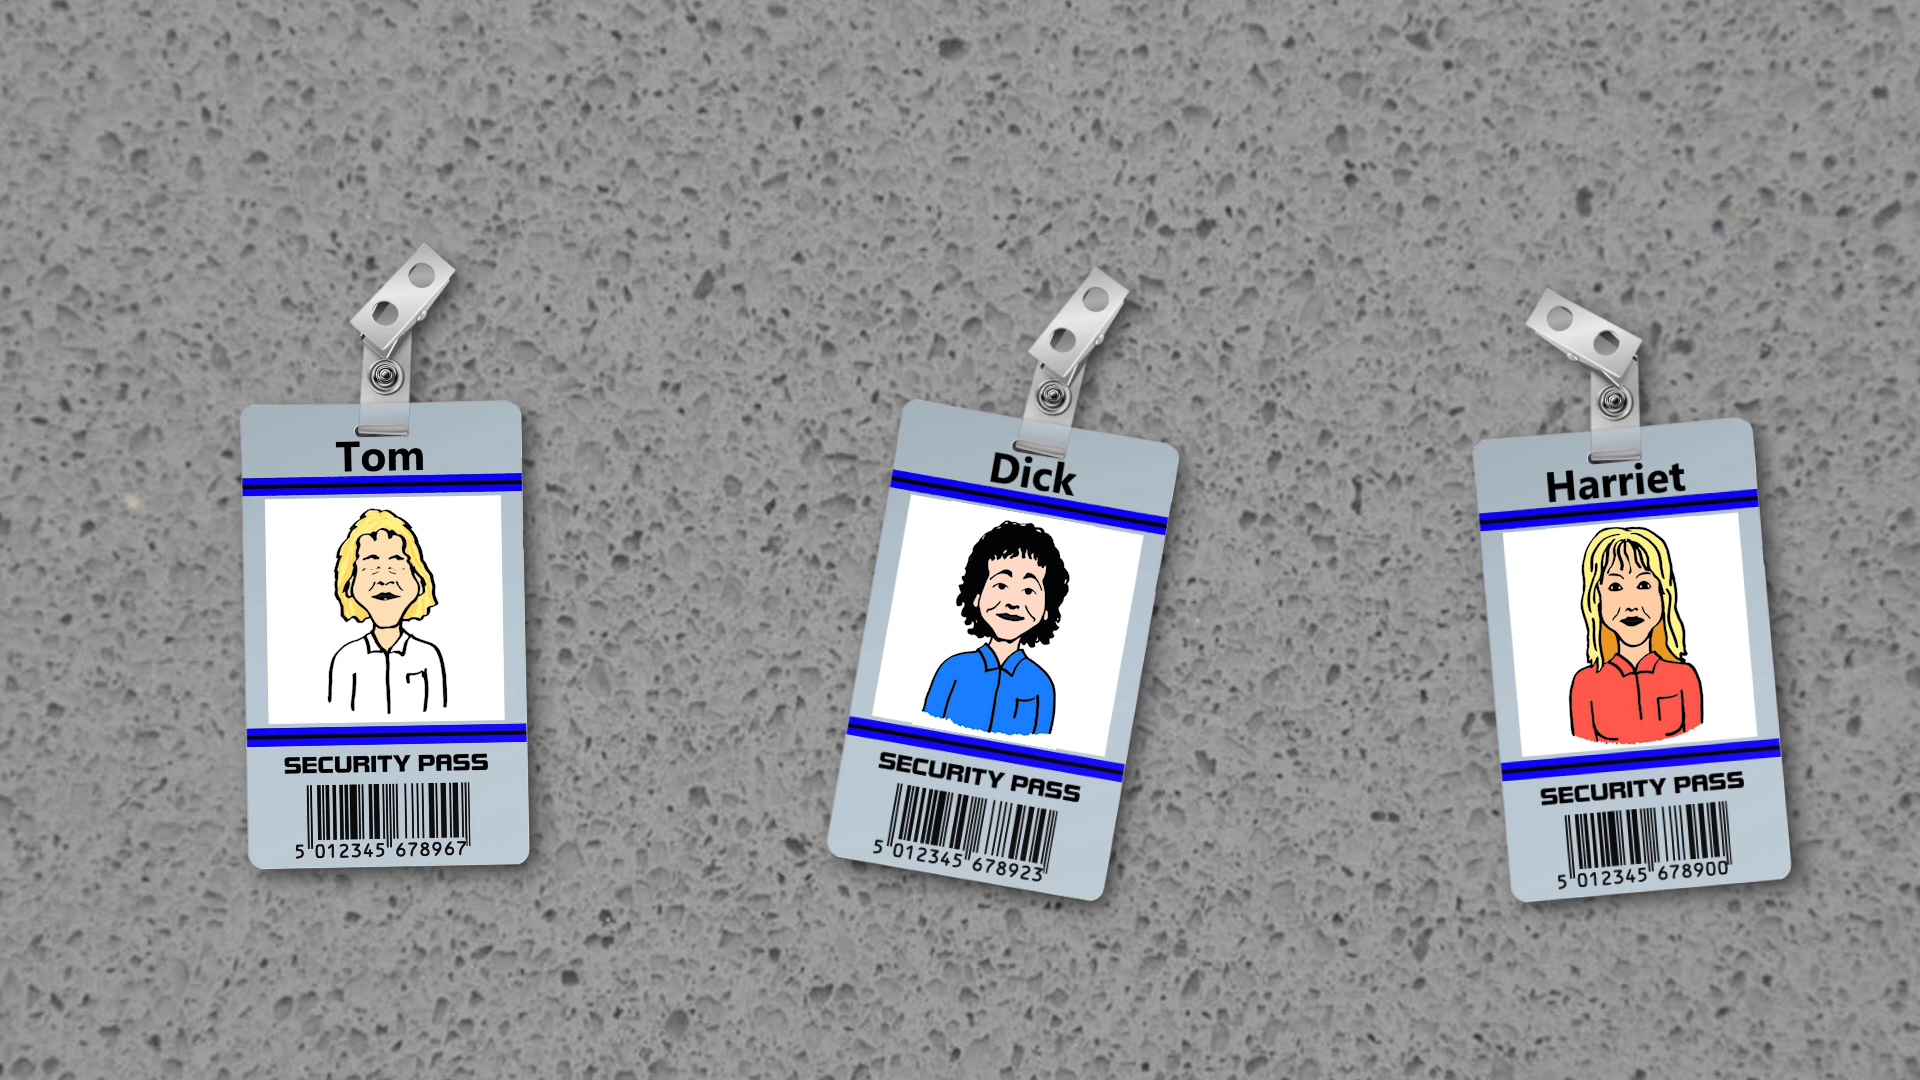 Tom
SECURITY PASS
5 012345 678967
Dick
SECURITY PASS
5 012345 678923
Harriet
SECURITY PASS
5 012345 678900